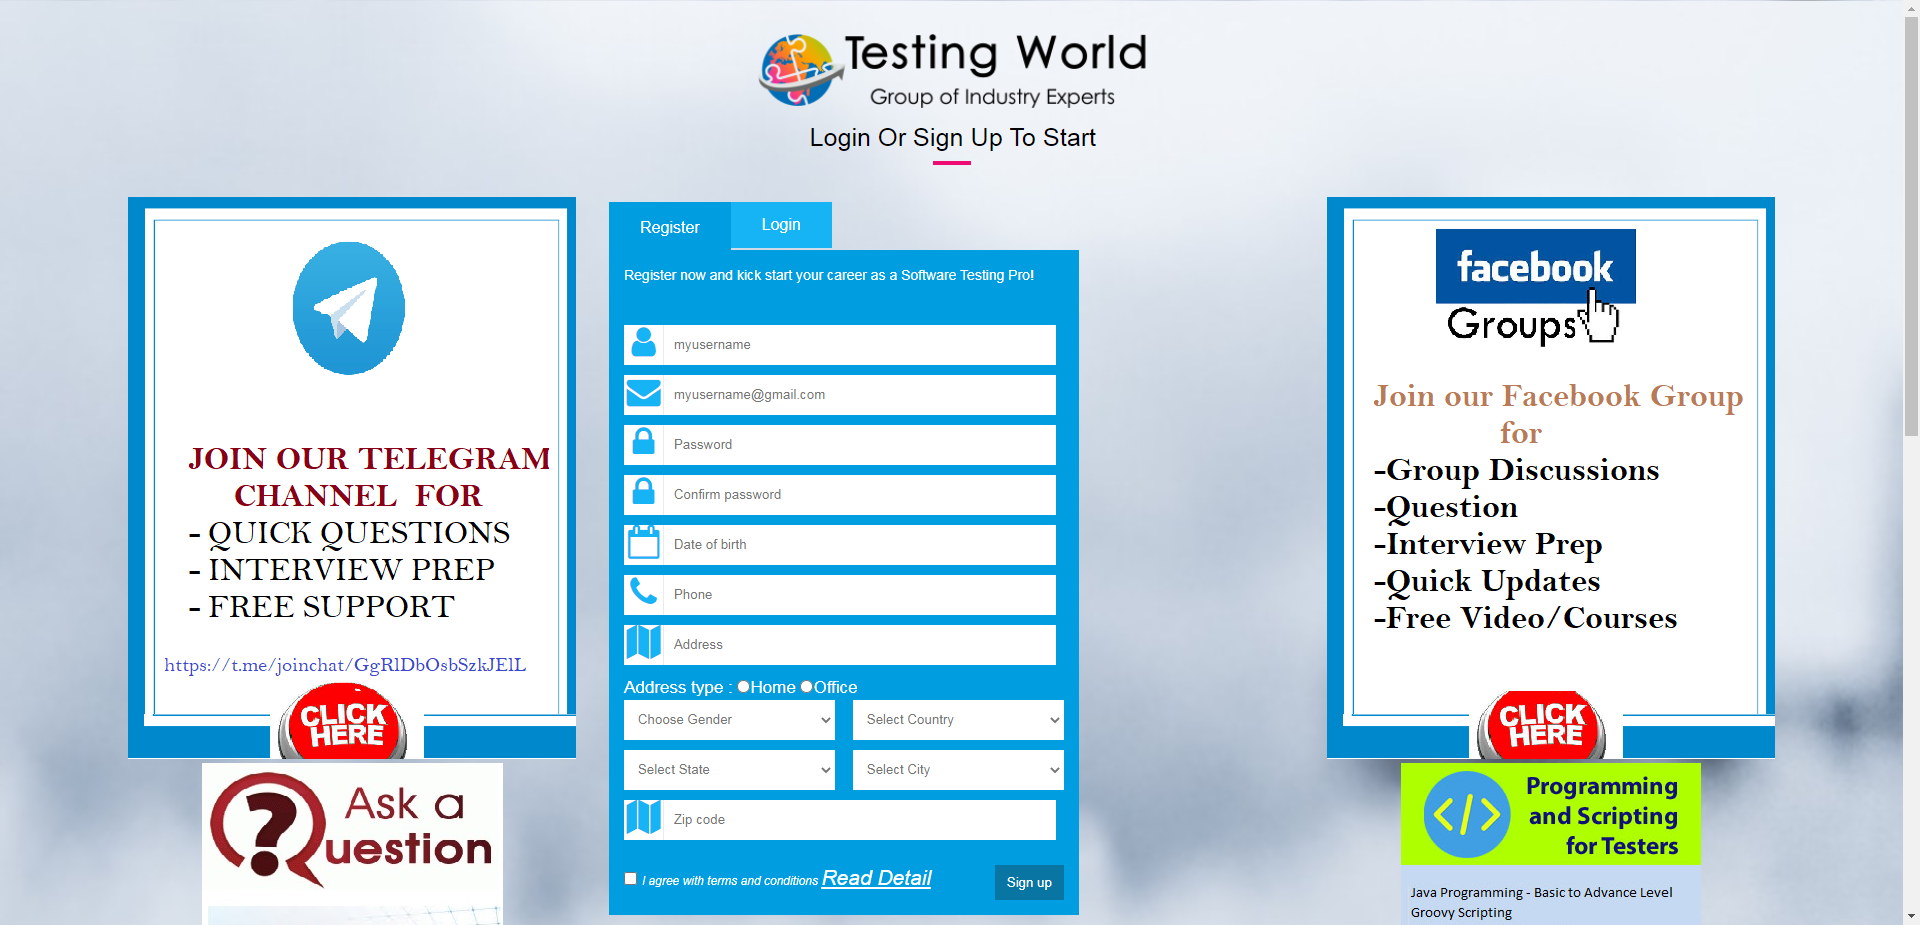 Testing World
Group of Industry Experts
Login Or Sign Up To Start
JOIN OUR TELEGRAM
CHANNEL FOR
- QUICK QUESTIONS
- INTERVIEW PREP
- FREE SUPPORT
https://t.me/joinchat/GgRlDbOsbSzkJElL
CLICK
HERE
Ask a
Question
Register
Login
Register now and kick start your career as a Software Testing Pro!
myusername
myusername@gmail.com
Password
Confirm password
Date of birth
Phone
Address
Address type : Home Office
Choose Gender
Select Country
Select State
Select City
Zip code
I agree with terms and conditions Read Detail
Sign up
facebook
Groups
Join our Facebook Group
for
-Group Discussions
-Question
-Interview Prep
-Quick Updates
-Free Video/Courses
CLICK
HERE
</> Programming
and Scripting
for Testers
Java Programming - Basic to Advance Level
Groovy Scripting